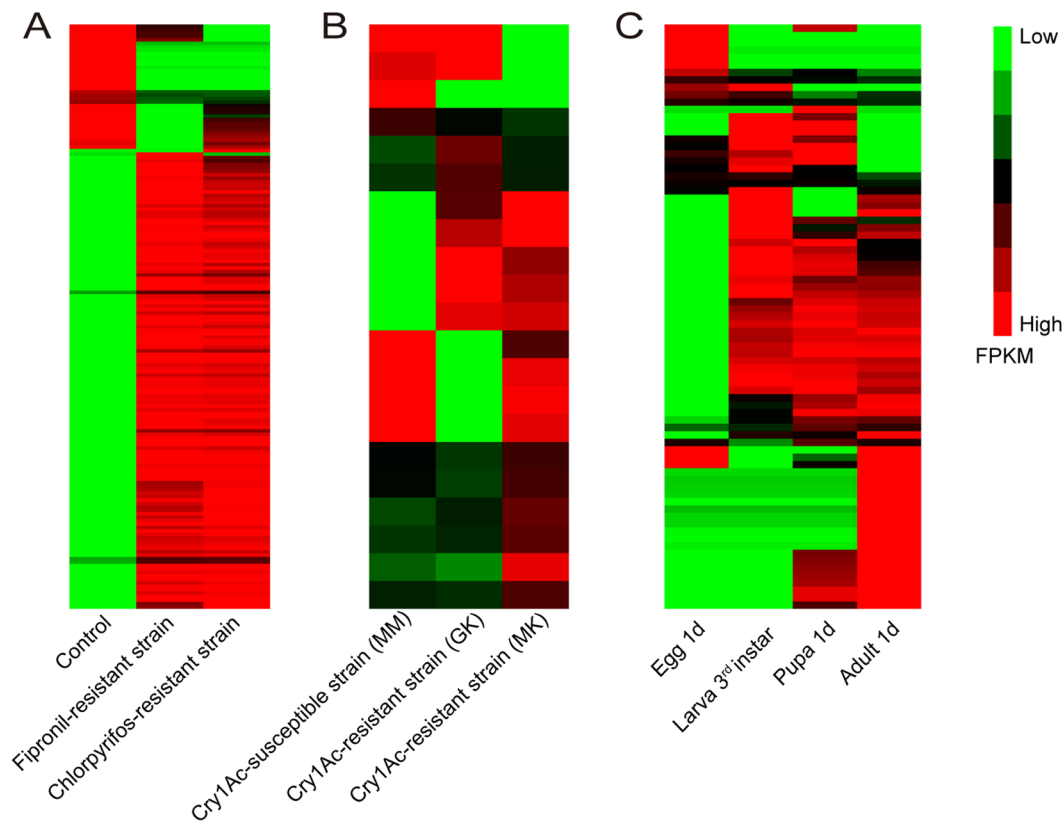 A
B
C
Low
High
FPKM
Control
Fipronil-resistant strain
Chlorpyrifos-resistant strain
Cry1Ac-susceptible strain (MM)
Cry1Ac-resistant strain (GK)
Cry1Ac-resistant strain (MK)
Egg 1d
Larva 3rd instar
Pupa 1d
Adult 1d